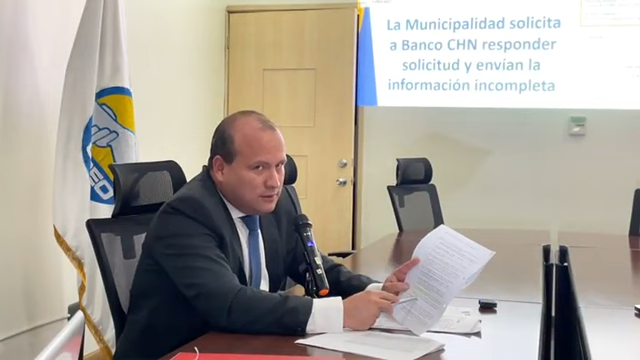 La Municipalidad solicita
a Banco CHN responder
solicitud y envían la
información incompleta